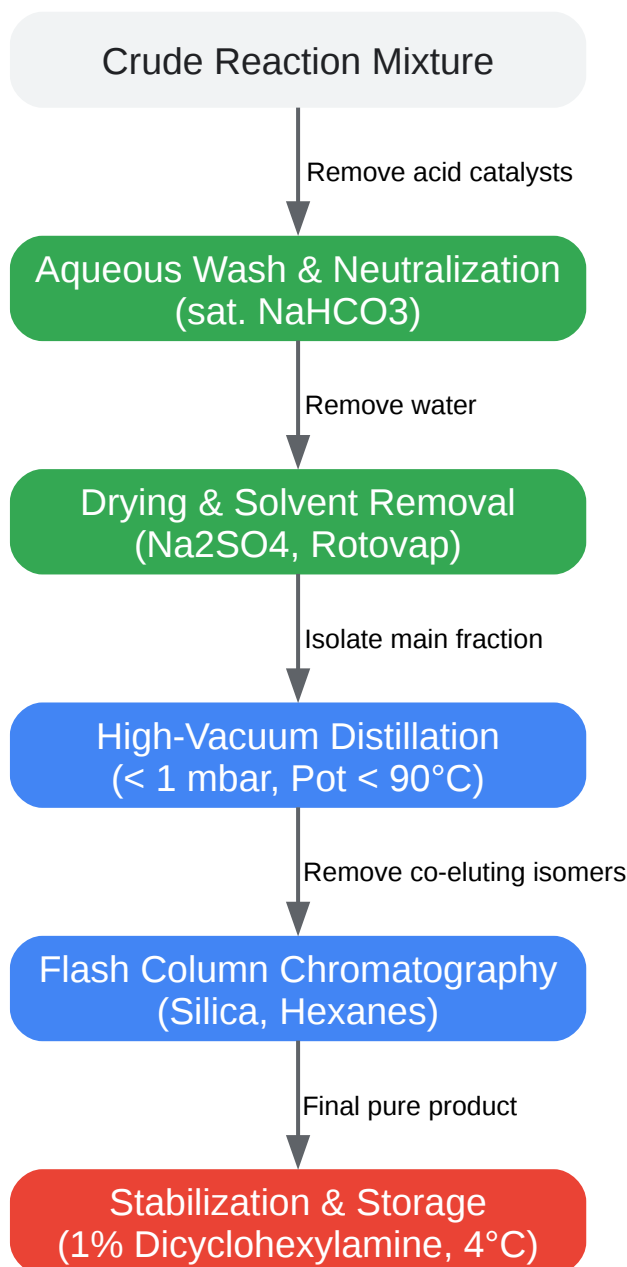 Crude Reaction Mixture
Remove acid catalysts
Aqueous Wash & Neutralization
(sat. NaHCO3)
Remove water
Drying & Solvent Removal
(Na2SO4, Rotovap)
Isolate main fraction
High-Vacuum Distillation
(< 1 mbar, Pot < 90°C)
Remove co-eluting isomers
Flash Column Chromatography
(Silica, Hexanes)
Final pure product
Stabilization & Storage
(1% Dicyclohexylamine, 4°C)